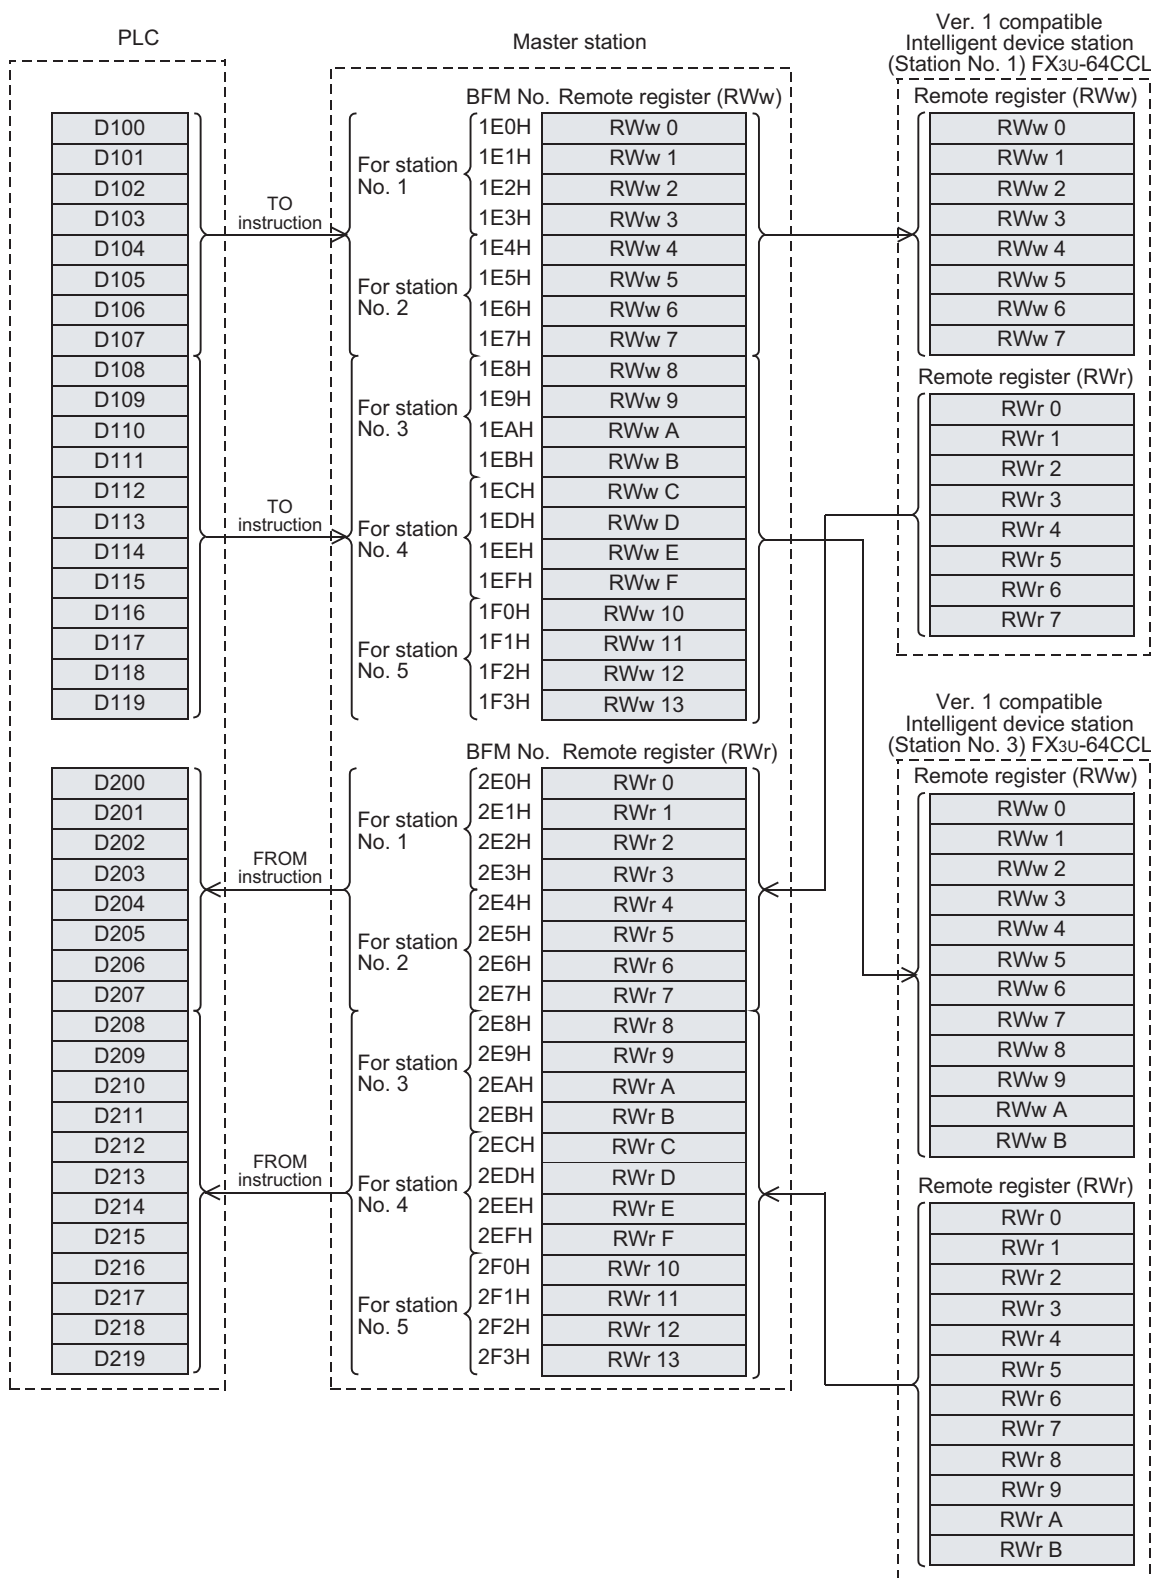 PLC
Master station
Ver. 1 compatible
Intelligent device station
(Station No. 1) FX3U-64CCL
BFM No. Remote register (RWw)
Remote register (RWw)
D100
D101
D102
D103
D104
D105
D106
D107
D108
D109
D110
D111
D112
D113
D114
D115
D116
D117
D118
D119
TO
instruction
TO
instruction
For station
No. 1
For station
No. 2
For station
No. 3
For station
No. 4
For station
No. 5
1E0H RWw 0
1E1H RWw 1
1E2H RWw 2
1E3H RWw 3
1E4H RWw 4
1E5H RWw 5
1E6H RWw 6
1E7H RWw 7
1E8H RWw 8
1E9H RWw 9
1EAH RWw A
1EBH RWw B
1ECH RWw C
1EDH RWw D
1EEH RWw E
1EFH RWw F
1F0H RWw 10
1F1H RWw 11
1F2H RWw 12
1F3H RWw 13
RWw 0
RWw 1
RWw 2
RWw 3
RWw 4
RWw 5
RWw 6
RWw 7
Remote register (RWr)
RWr 0
RWr 1
RWr 2
RWr 3
RWr 4
RWr 5
RWr 6
RWr 7
D200
D201
D202
D203
D204
D205
D206
D207
D208
D209
D210
D211
D212
D213
D214
D215
D216
D217
D218
D219
FROM
instruction
FROM
instruction
BFM No. Remote register (RWr)
For station
No. 1
For station
No. 2
For station
No. 3
For station
No. 4
For station
No. 5
2E0H RWr 0
2E1H RWr 1
2E2H RWr 2
2E3H RWr 3
2E4H RWr 4
2E5H RWr 5
2E6H RWr 6
2E7H RWr 7
2E8H RWr 8
2E9H RWr 9
2EAH RWr A
2EBH RWr B
2ECH RWr C
2EDH RWr D
2EEH RWr E
2EFH RWr F
2F0H RWr 10
2F1H RWr 11
2F2H RWr 12
2F3H RWr 13
Ver. 1 compatible
Intelligent device station
(Station No. 3) FX3U-64CCL
Remote register (RWw)
RWw 0
RWw 1
RWw 2
RWw 3
RWw 4
RWw 5
RWw 6
RWw 7
RWw 8
RWw 9
RWw A
RWw B
Remote register (RWr)
RWr 0
RWr 1
RWr 2
RWr 3
RWr 4
RWr 5
RWr 6
RWr 7
RWr 8
RWr 9
RWr A
RWr B